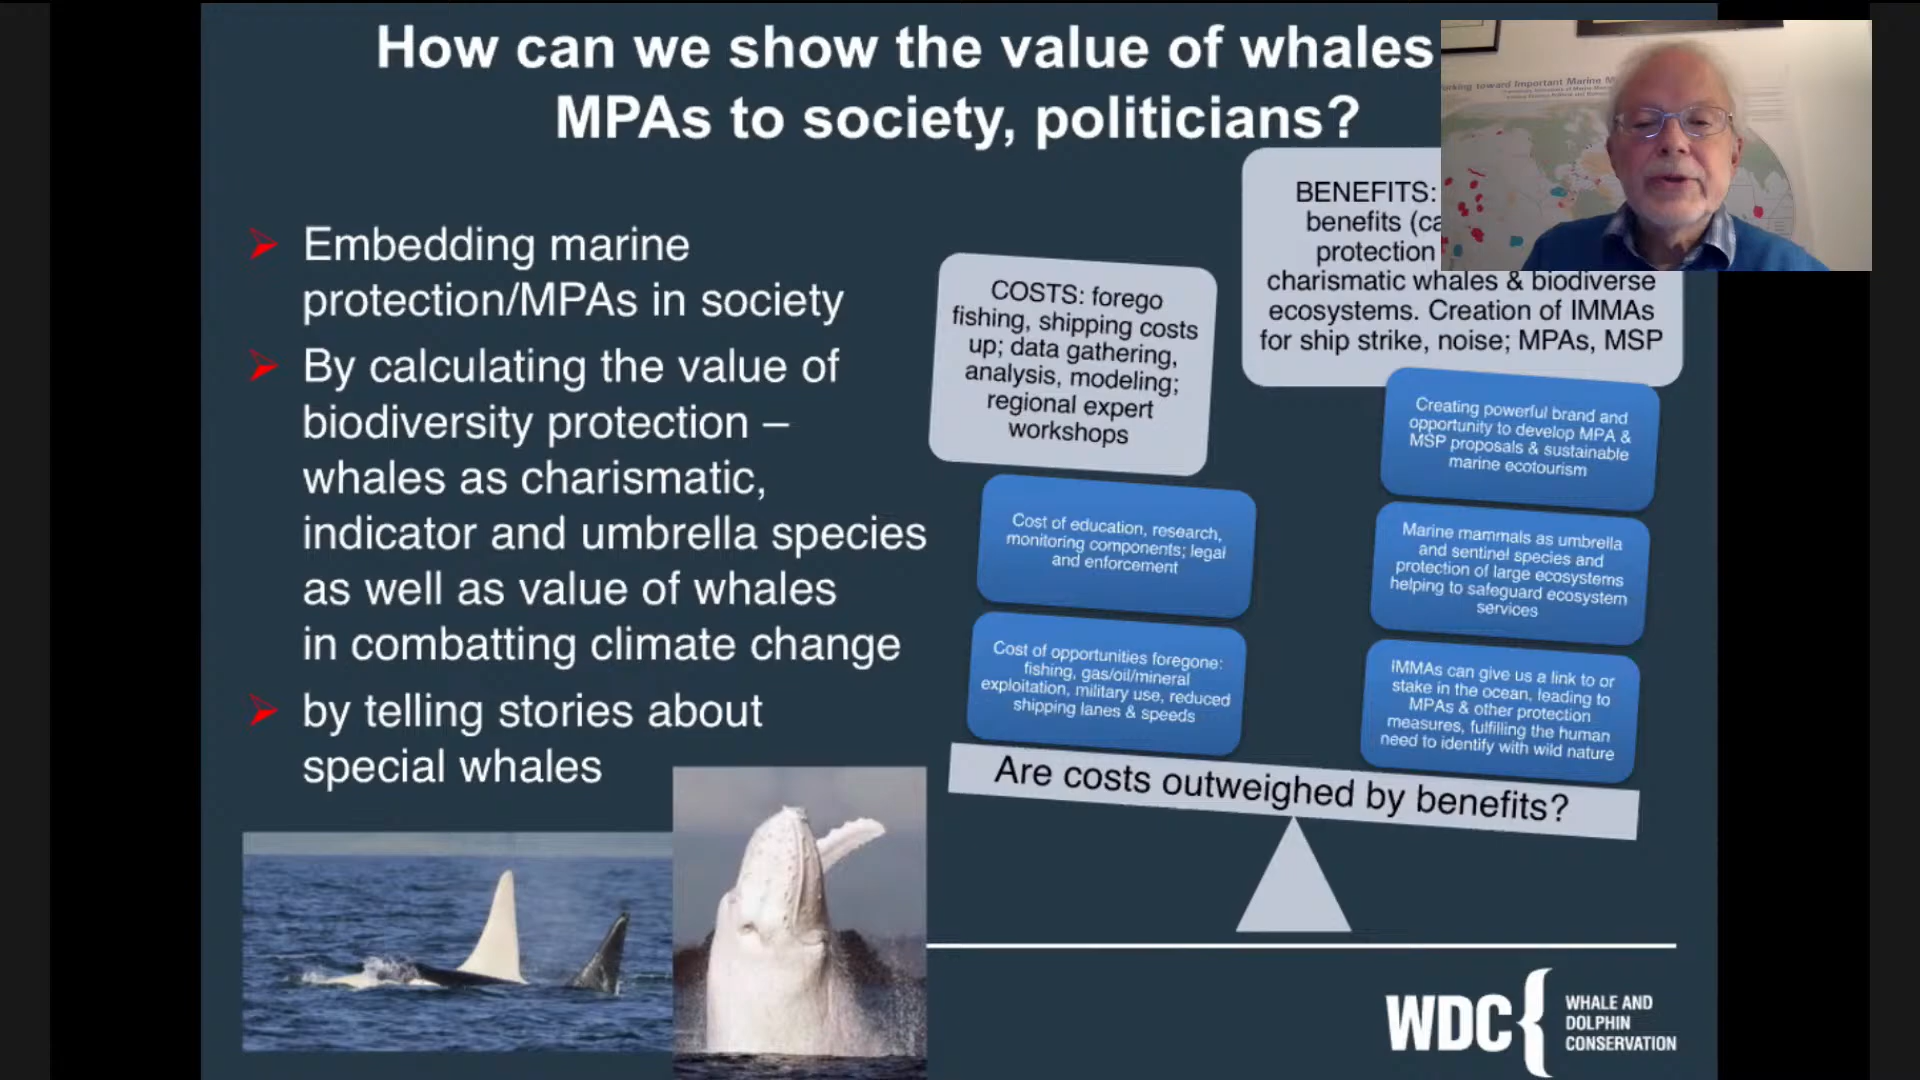 How can we show the value of whales
MPAs to society, politicians?
Embedding marine
protection/MPAs in society
By calculating the value of
biodiversity protection –
whales as charismatic,
indicator and umbrella species
as well as value of whales
in combatting climate change
by telling stories about
special whales
COSTS: forego
fishing, shipping costs
up; data gathering,
analysis, modeling;
regional expert
workshops
Cost of education, research,
monitoring components; legal
and enforcement
Cost of opportunities foregone:
fishing, gas/oil/mineral
exploitation, military use, reduced
shipping lanes & speeds
BENEFITS:
benefits
protection
charismatic whales & biodiverse
ecosystems. Creation of IMMAs
for ship strike, noise; MPAs, MSP
Creating powerful brand and
opportunity to develop MPA &
MSP proposals & sustainable
marine ecotourism
Marine mammals as umbrella
and sentinel species and
protection of large ecosystems
helping to safeguard ecosystem
services
IMMAs can give us a link to or
stake in the ocean, leading to
MPAs & other protection
measures, fulfilling the human
need to identify with wild nature
Are costs outweighed by benefits?
WDC
WHALE AND
DOLPHIN
CONSERVATION
toward Important Marine